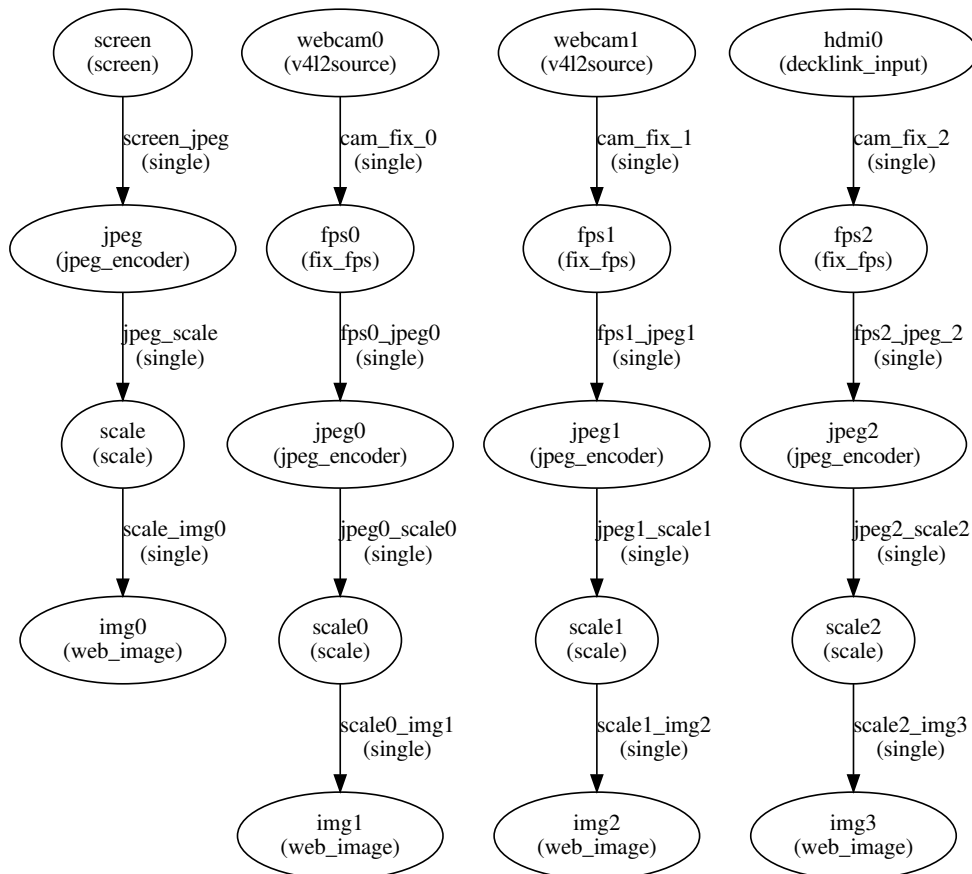 screen
(screen)
webcam0
(v4l2source)
webcam1
(v4l2source)
hdmi0
(decklink_input)
screen_jpeg
(single)
cam_fix_0
(single)
cam_fix_1
(single)
cam_fix_2
(single)
jpeg
(jpeg_encoder)
fps0
(fix_fps)
fps1
(fix_fps)
fps2
(fix_fps)
jpeg_scale
(single)
fps0_jpeg0
(single)
fps1_jpeg1
(single)
fps2_jpeg_2
(single)
scale
(scale)
jpeg0
(jpeg_encoder)
jpeg1
(jpeg_encoder)
jpeg2
(jpeg_encoder)
scale_img0
(single)
jpeg0_scale0
(single)
jpeg1_scale1
(single)
jpeg2_scale2
(single)
img0
(web_image)
scale0
(scale)
scale1
(scale)
scale2
(scale)
scale0_img1
(single)
scale1_img2
(single)
scale2_img3
(single)
img1
(web_image)
img2
(web_image)
img3
(web_image)